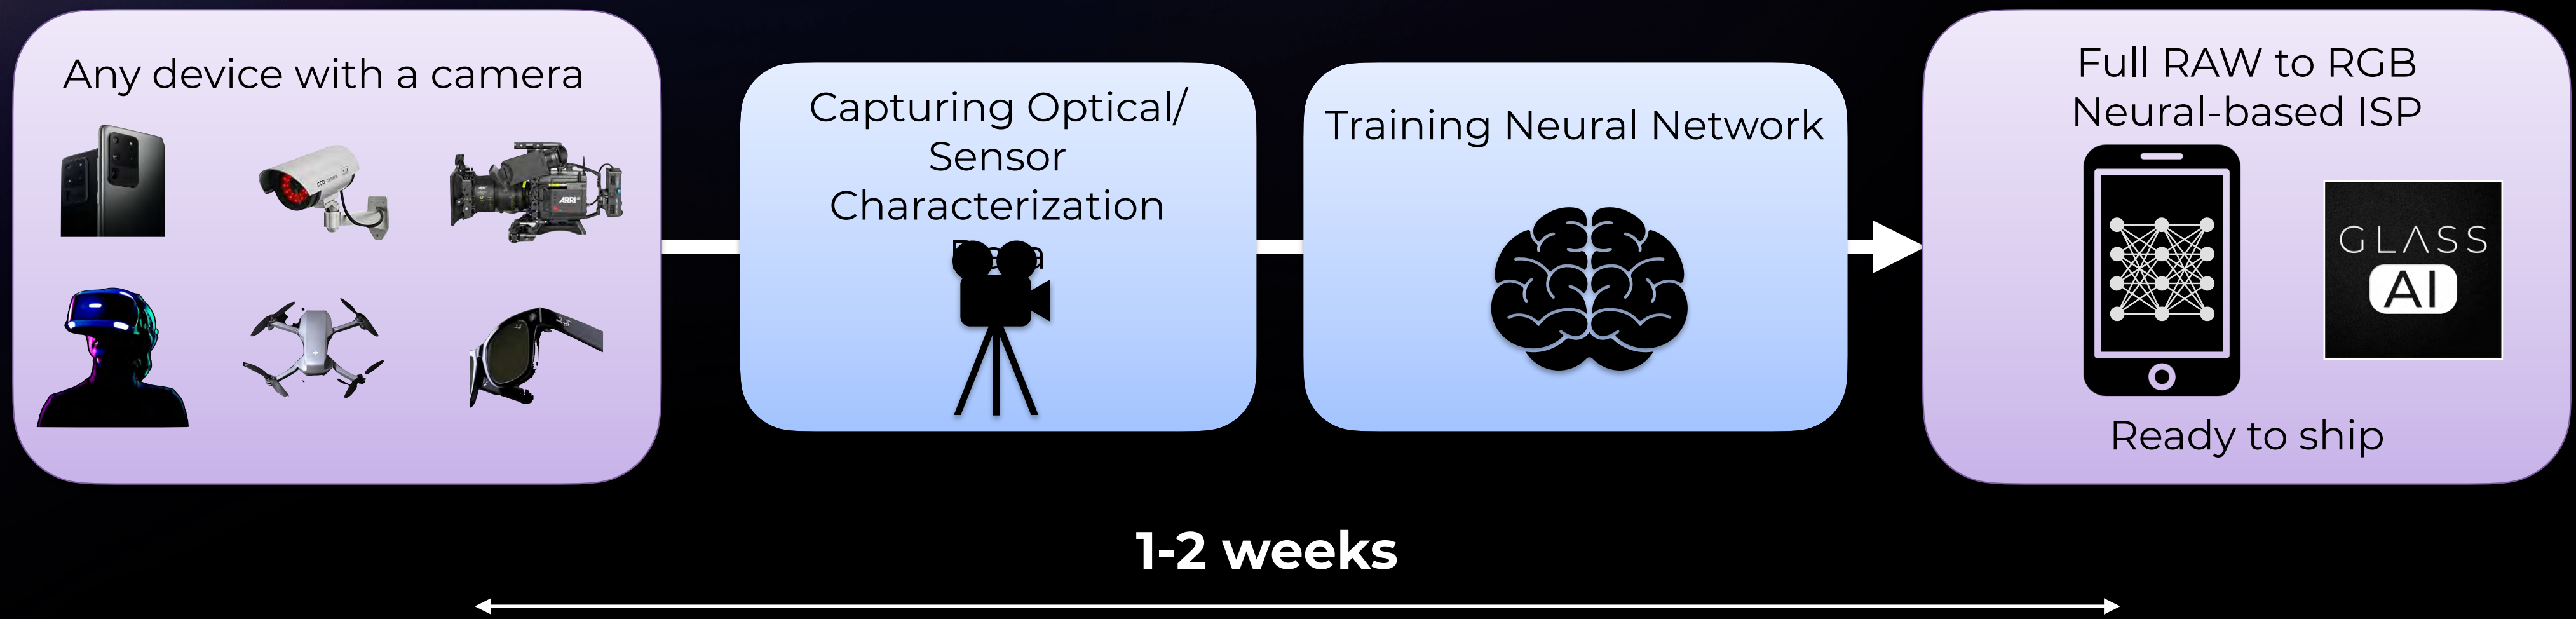 Any device with a camera
ARRI
Capturing Optical/
Sensor
Characterization
Training Neural Network
Full RAW to RGB
Neural-based ISP
GLASS
AI
Ready to ship
1-2 weeks